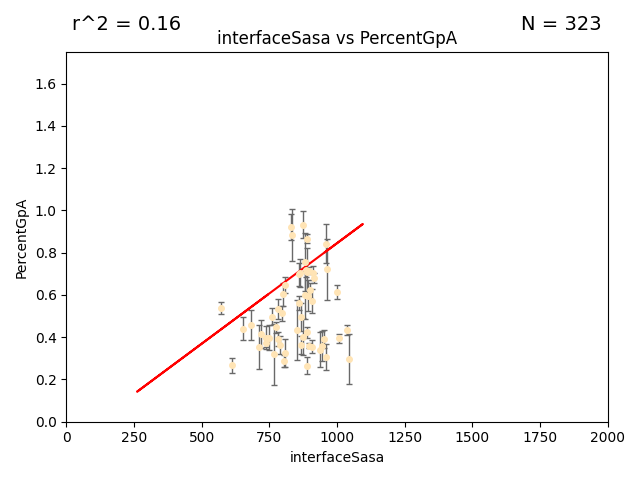 r^2 = 0.16
N = 323
interfaceSasa vs PercentGpA
PercentGpA
1.6
1.4
1.2
1.0
0.8
0.6
0.4
0.2
0.0
0 250 500 750 1000 1250 1500 1750 2000
interfaceSasa